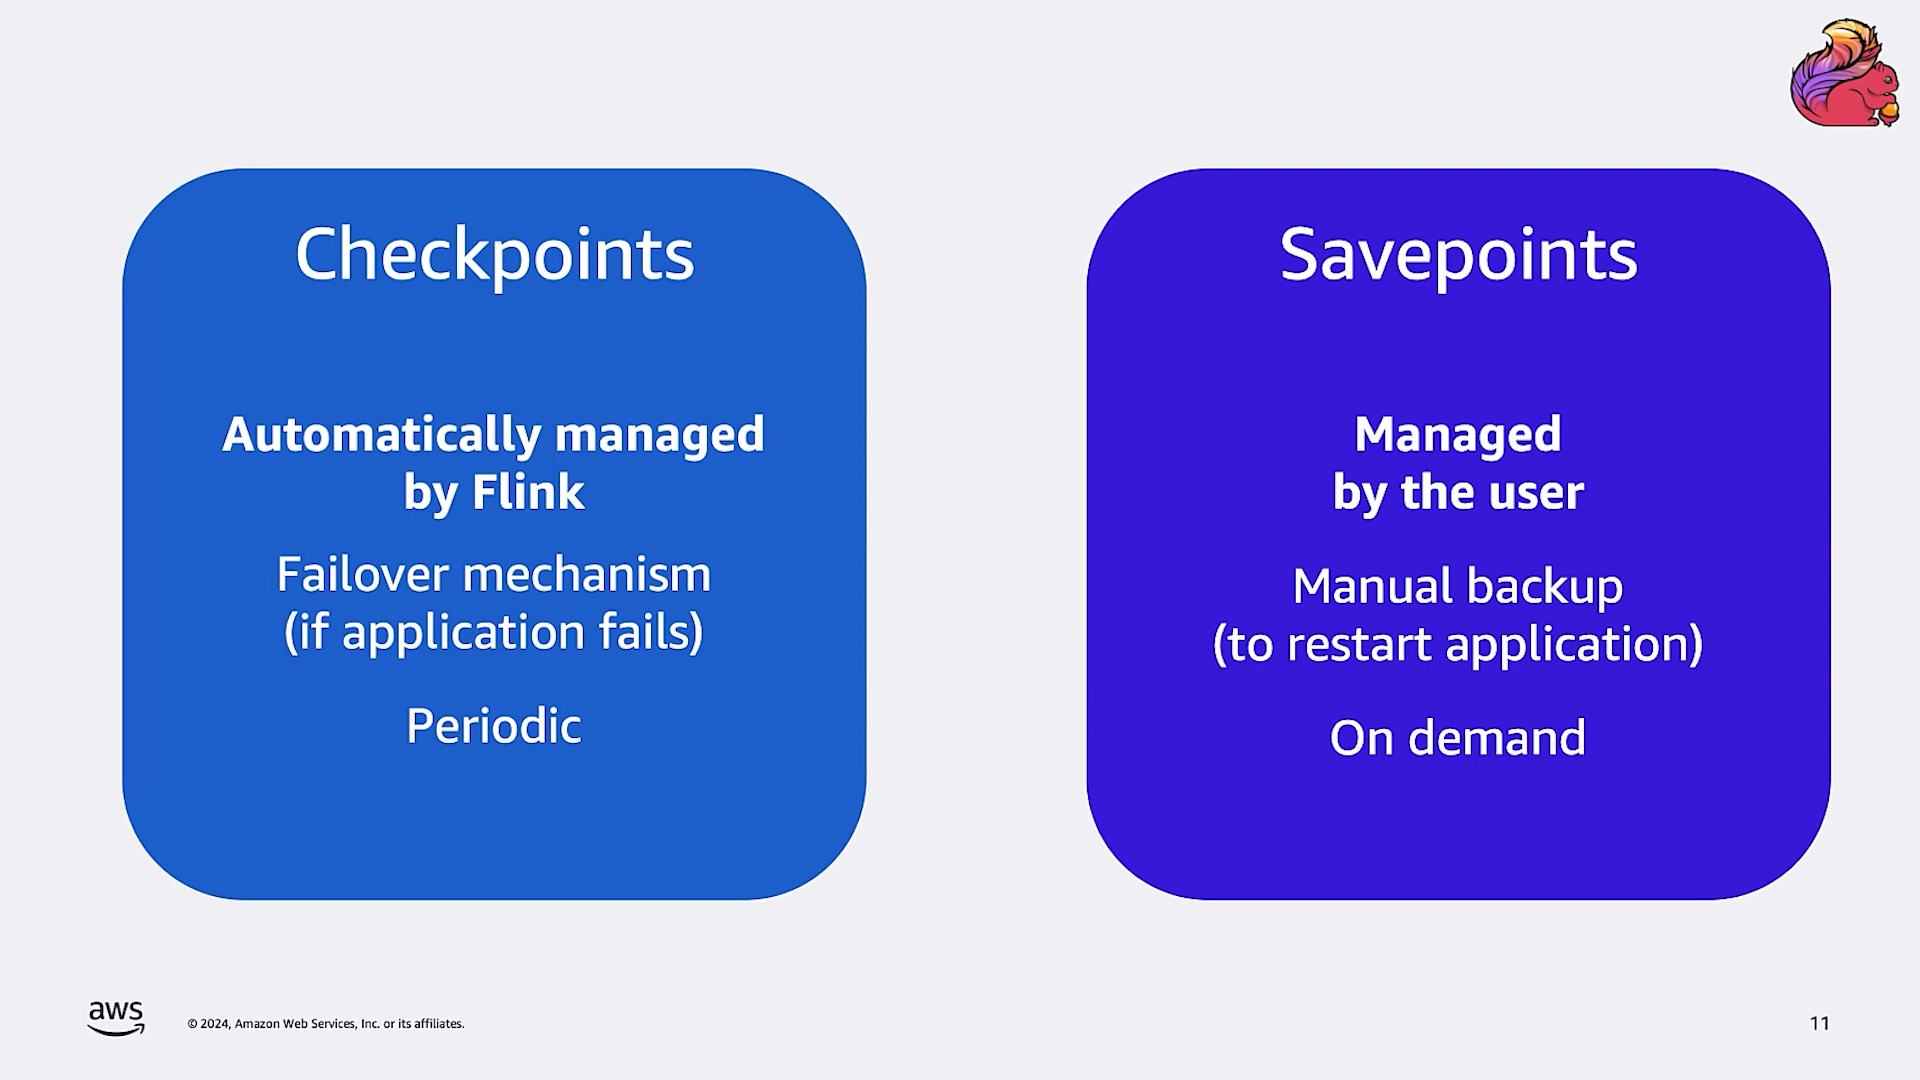 Checkpoints
Automatically managed
by Flink
Failover mechanism
(if application fails)
Periodic
Savepoints
Managed
by the user
Manual backup
(to restart application)
On demand
aws
© 2024, Amazon Web Services, Inc. or its affiliates.
11